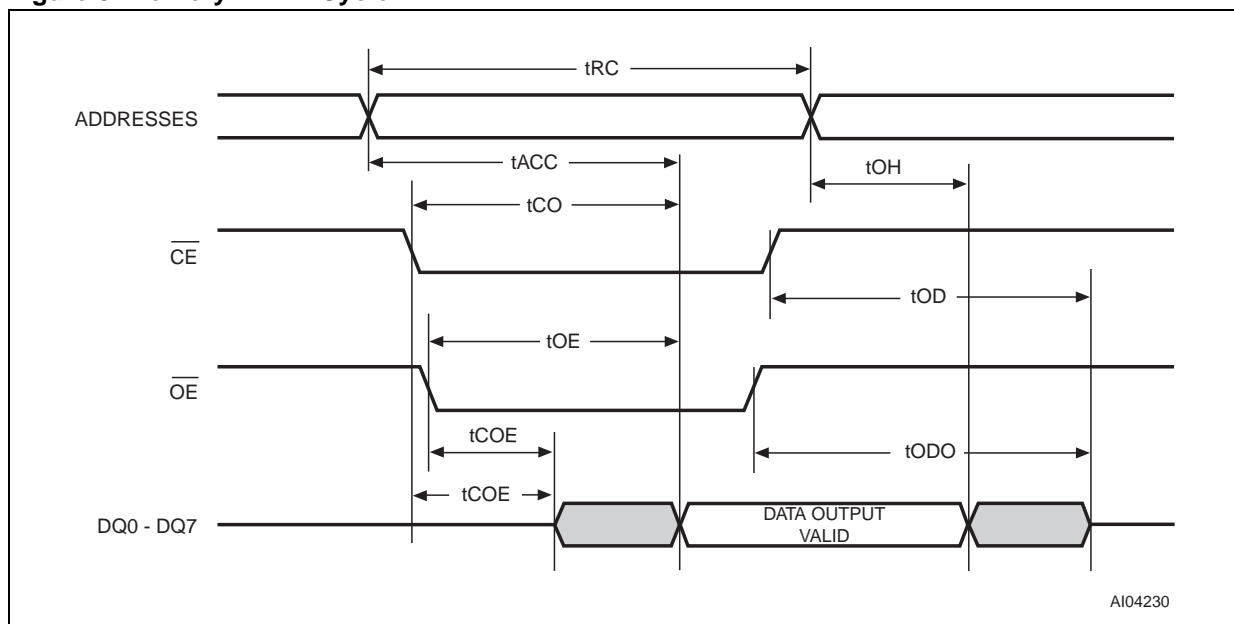 tRC
ADDRESSES
tACC
tOH
tCO
CE
tOD
tOE
OE
tCOE
tODO
tCOE
DQ0 - DQ7
DATA OUTPUT
VALID
AI04230